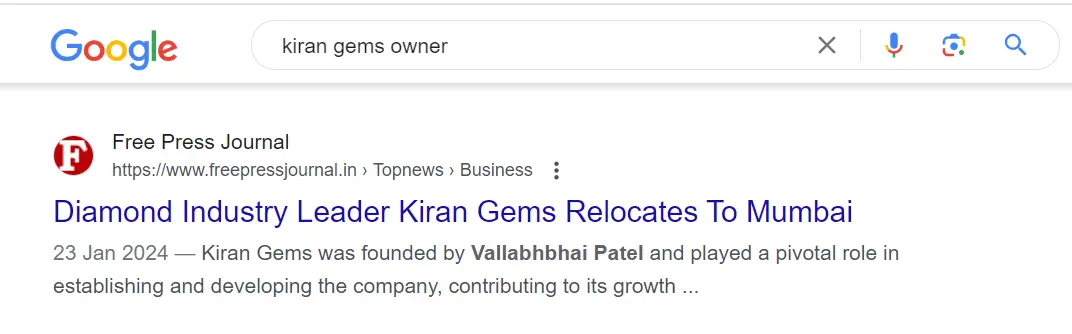 Google
kiran gems owner
F
Free Press Journal
https://www.freepressjournal.in › Topnews › Business
Diamond Industry Leader Kiran Gems Relocates To Mumbai
23 Jan 2024 — Kiran Gems was founded by Vallabhbhai Patel and played a pivotal role in
establishing and developing the company, contributing to its growth ...